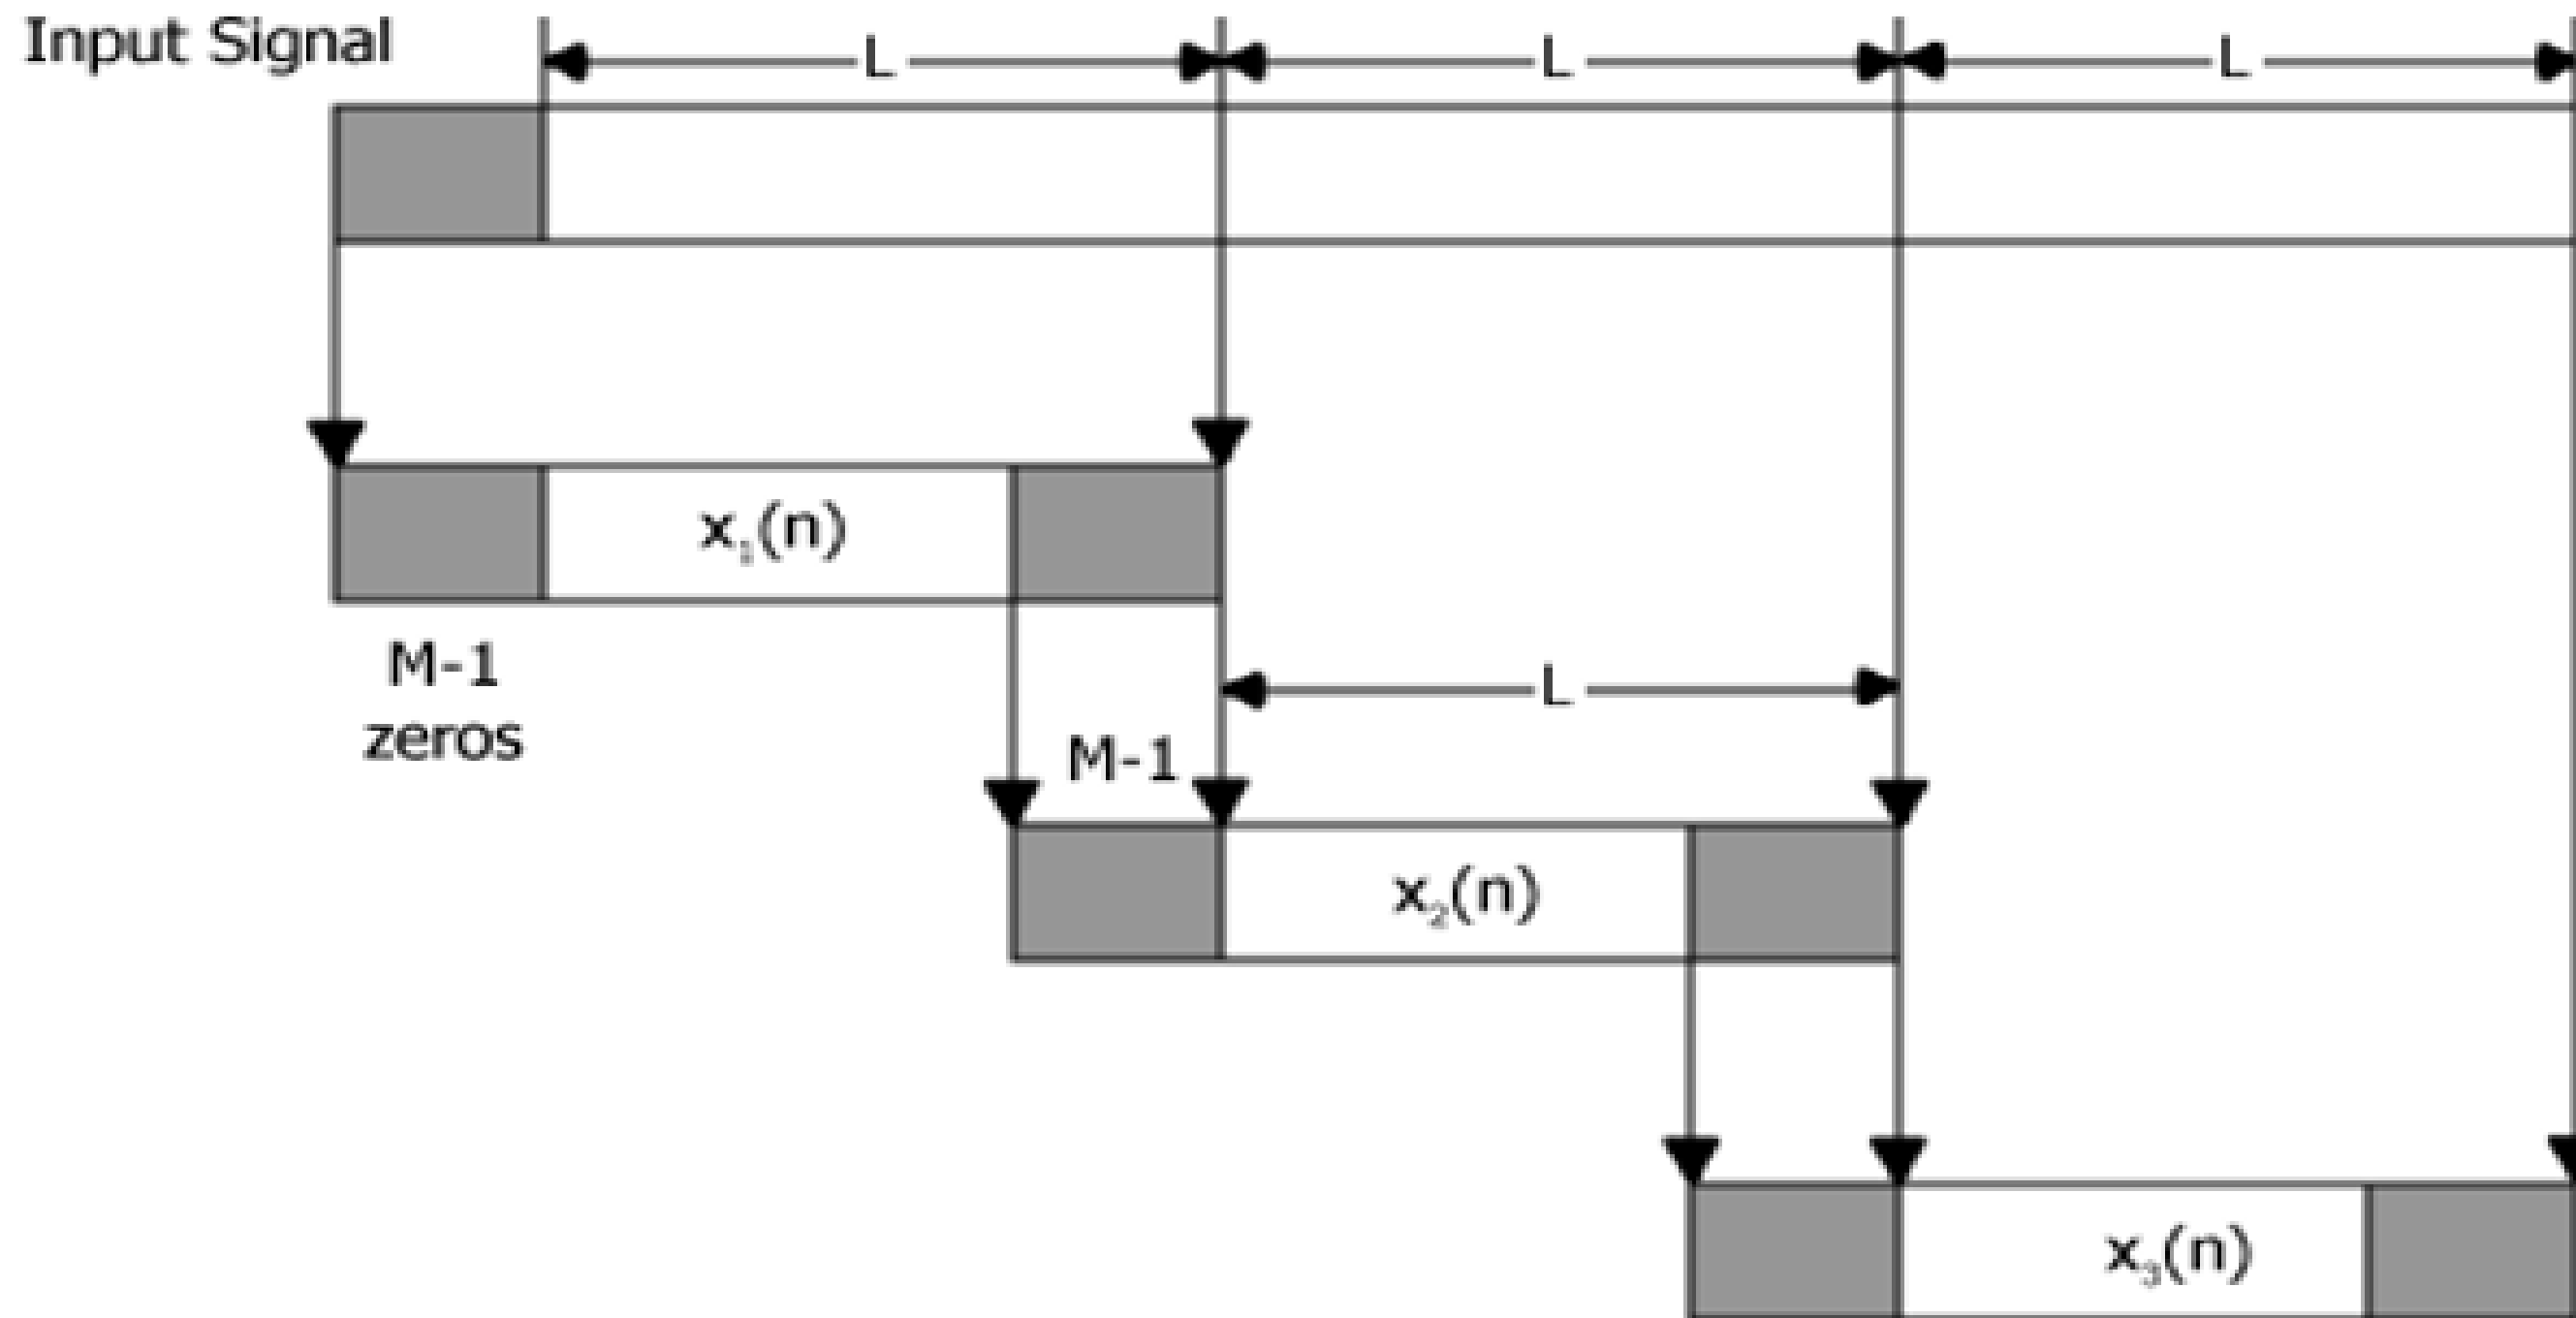 Input Signal
L L L
x₁(n)
M-1
zeros
L
M-1
x₂(n)
x₃(n)